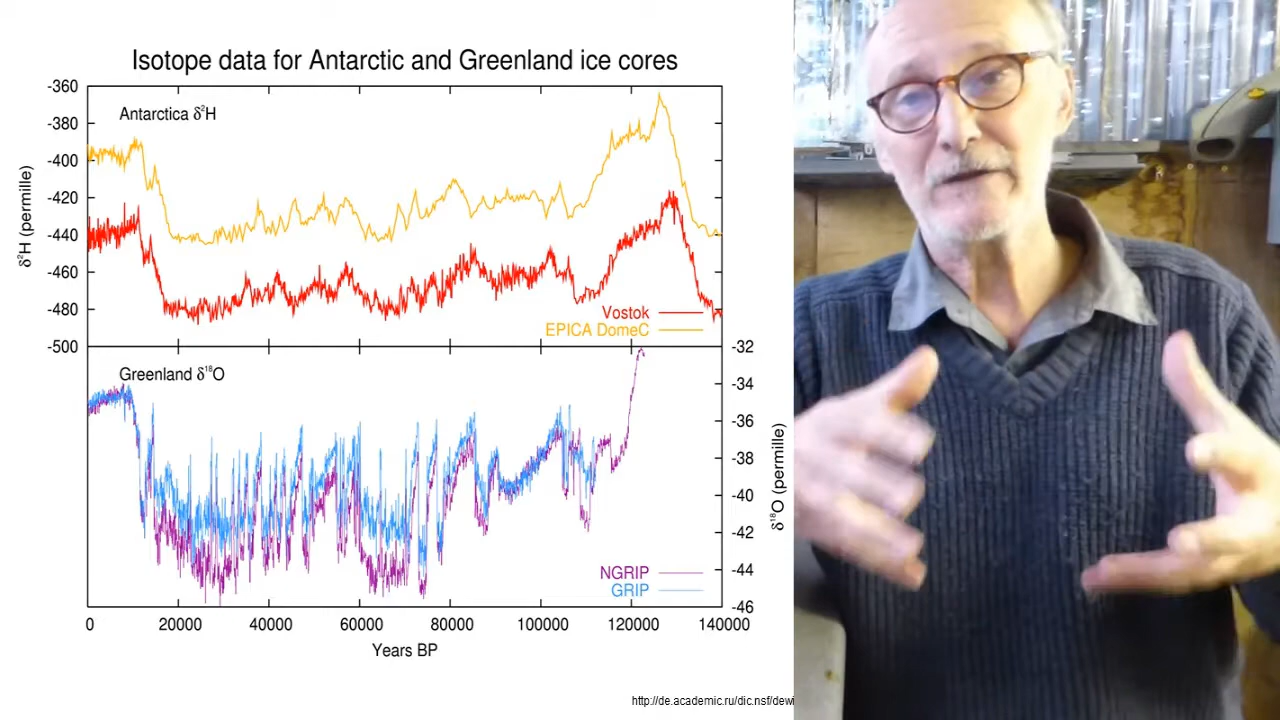 Isotope data for Antarctic and Greenland ice cores
-360
-380
-400
-420
-440
-460
-480
-500
δ²H (permille)
Antarctica δ²H
Vostok
EPICA DomeC
-32
-34
-36
-38
-40
-42
-44
-46
δ¹⁸O (permille)
Greenland δ¹⁸O
NGRIP
GRIP
0 20000 40000 60000 80000 100000 120000 140000
Years BP
http://de.academic.ru/dic.nsf/dewi